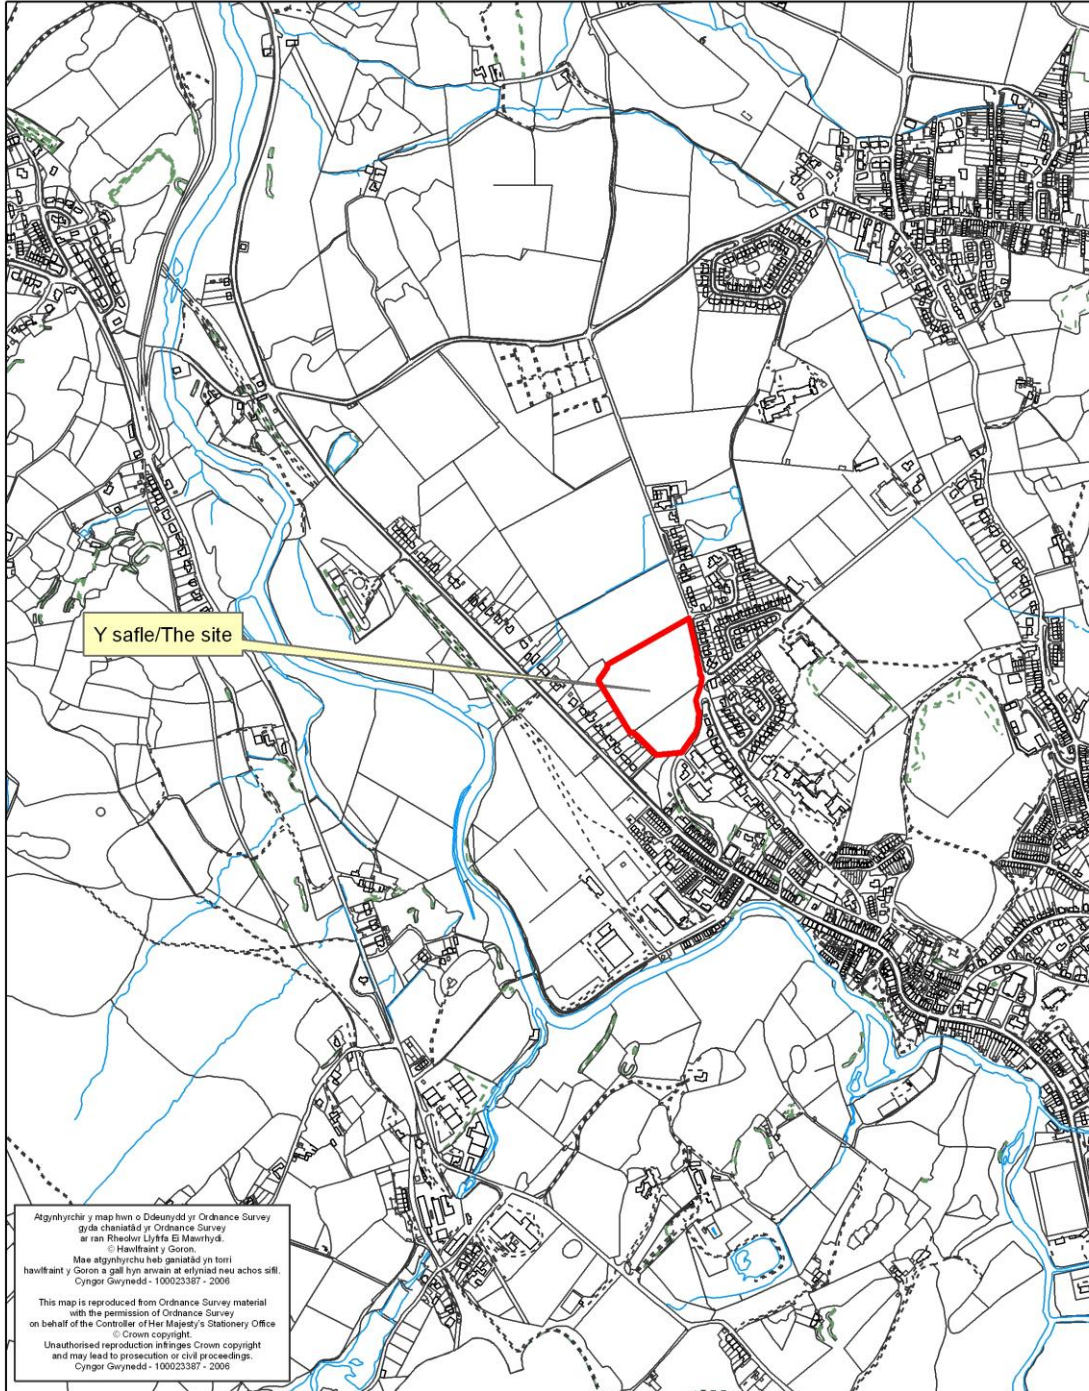 Y safle/The site
Atgynhyrchir y map hwn o Ddeunydd yr Ordnance Survey
gyda chaniatâd yr Ordnance Survey
ar ran Rheolwr Llyfrfa Ei Mawrhydi.
© Hawlfraint y Goron.
Mae atgynhyrchu heb ganiatâd yn torri
hawlfraint y Goron a gall hyn arwain at erlyniad neu achos sifil.
Cyngor Gwynedd - 100023387 - 2006
This map is reproduced from Ordnance Survey material
with the permission of Ordnance Survey
on behalf of the Controller of Her Majesty's Stationery Office
© Crown copyright.
Unauthorised reproduction infringes Crown copyright
and may lead to prosecution or civil proceedings.
Cyngor Gwynedd - 100023387 - 2006